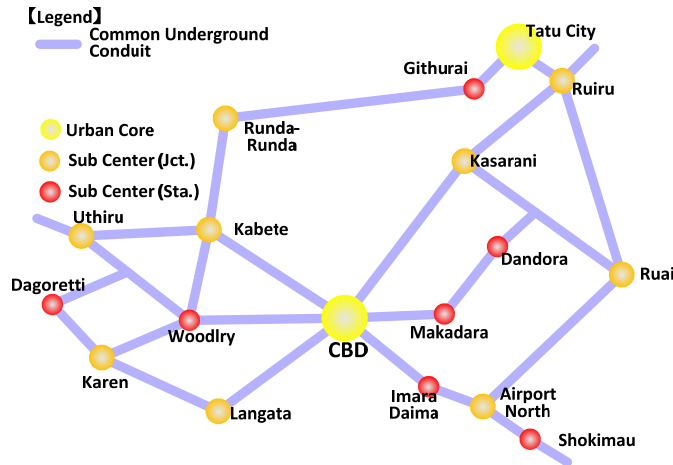 【Legend】
Common Underground
Conduit
Tatu City
Githurai
Ruiru
Urban Core
Runda-
Runda
Sub Center (Jct.)
Kasarani
Sub Center (Sta.)
Uthiru
Kabete
Dandora
Ruai
Dagoretti
Woodlry
Makadara
CBD
Karen
Imara
Daima
Airport
North
Langata
Shokimau